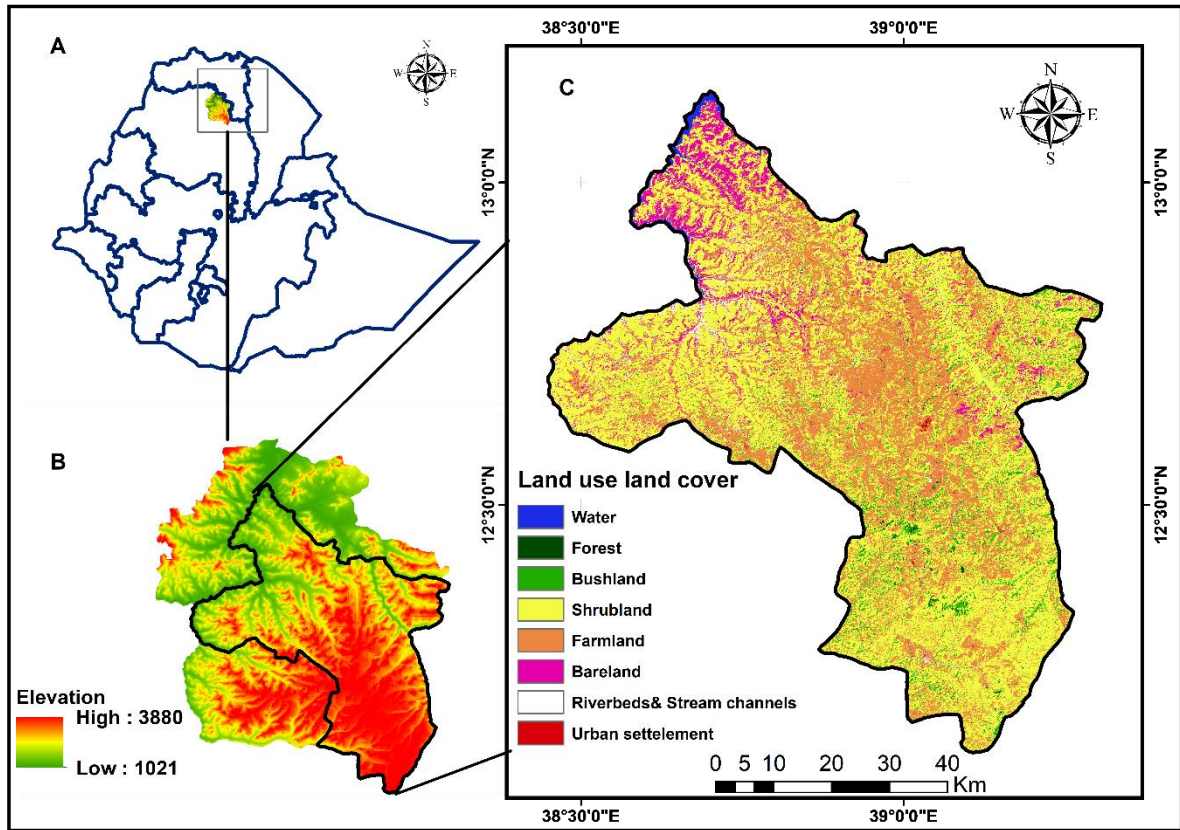 A
N
W E
S
B
Elevation
High : 3880
Low : 1021
38°30'0"E
39°0'0"E
C
N
W E
S
13°0'0"N
13°0'0"N
12°30'0"N
12°30'0"N
Land use land cover
Water
Forest
Bushland
Shrubland
Farmland
Bareland
Riverbeds& Stream channels
Urban settelement
0 5 10 20 30 40
Km
38°30'0"E
39°0'0"E